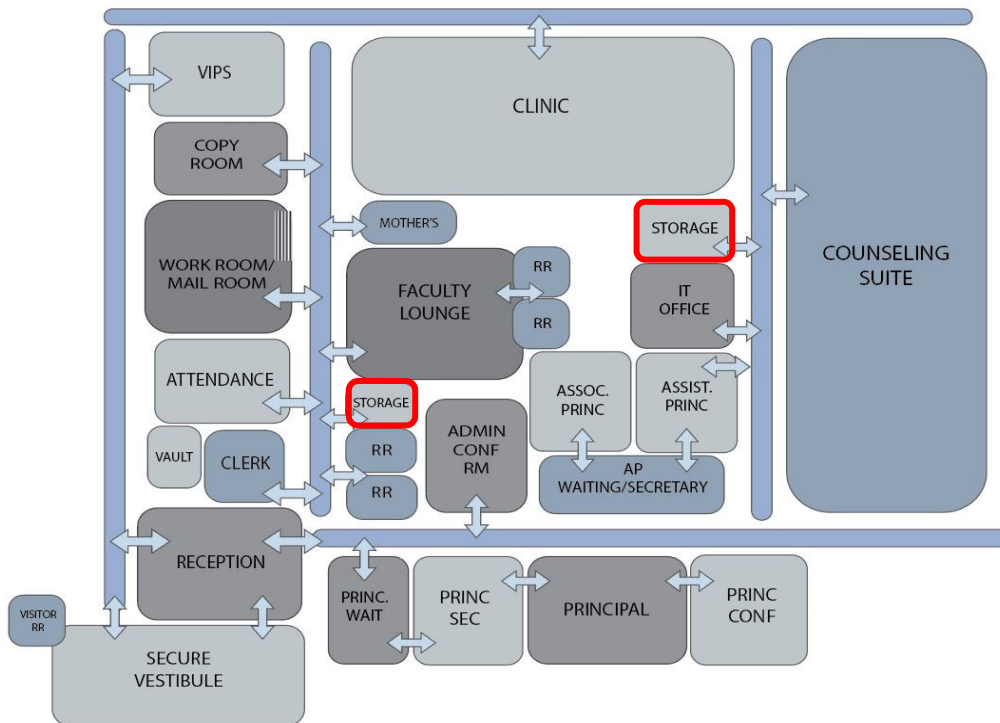 VIPS
CLINIC
COPY
ROOM
MOTHER'S
STORAGE
COUNSELING
SUITE
WORK ROOM/
MAIL ROOM
FACULTY
LOUNGE
RR
RR
IT
OFFICE
ATTENDANCE
STORAGE
ASSOC.
PRINC
ASSIST.
PRINC
VAULT
CLERK
RR
RR
ADMIN
CONF
RM
AP
WAITING/SECRETARY
RECEPTION
PRINC.
WAIT
PRINC
SEC
PRINCIPAL
PRINC
CONF
VISITOR
RR
SECURE
VESTIBULE